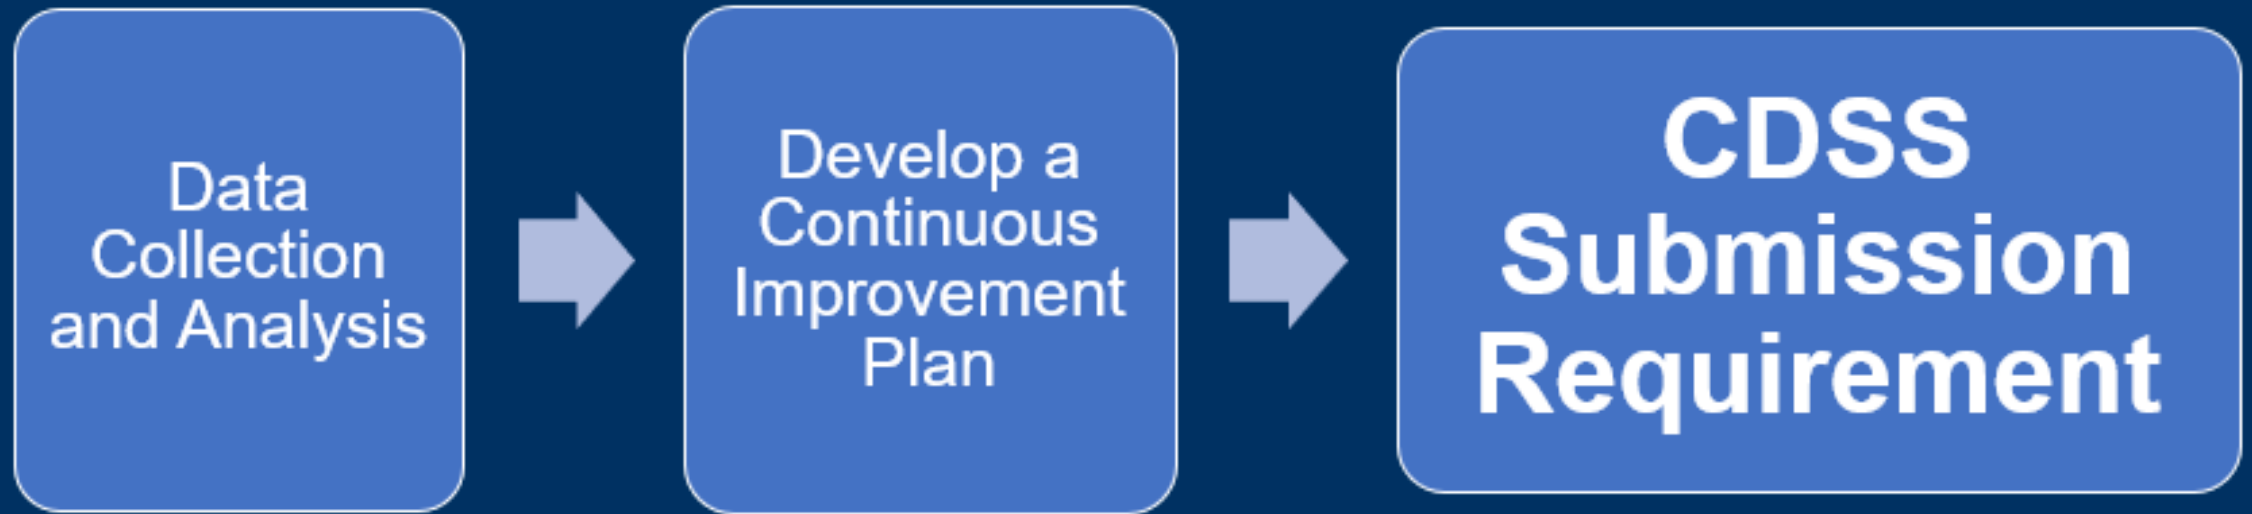 Data
Collection
and Analysis
Develop a
Continuous
Improvement
Plan
CDSS
Submission
Requirement